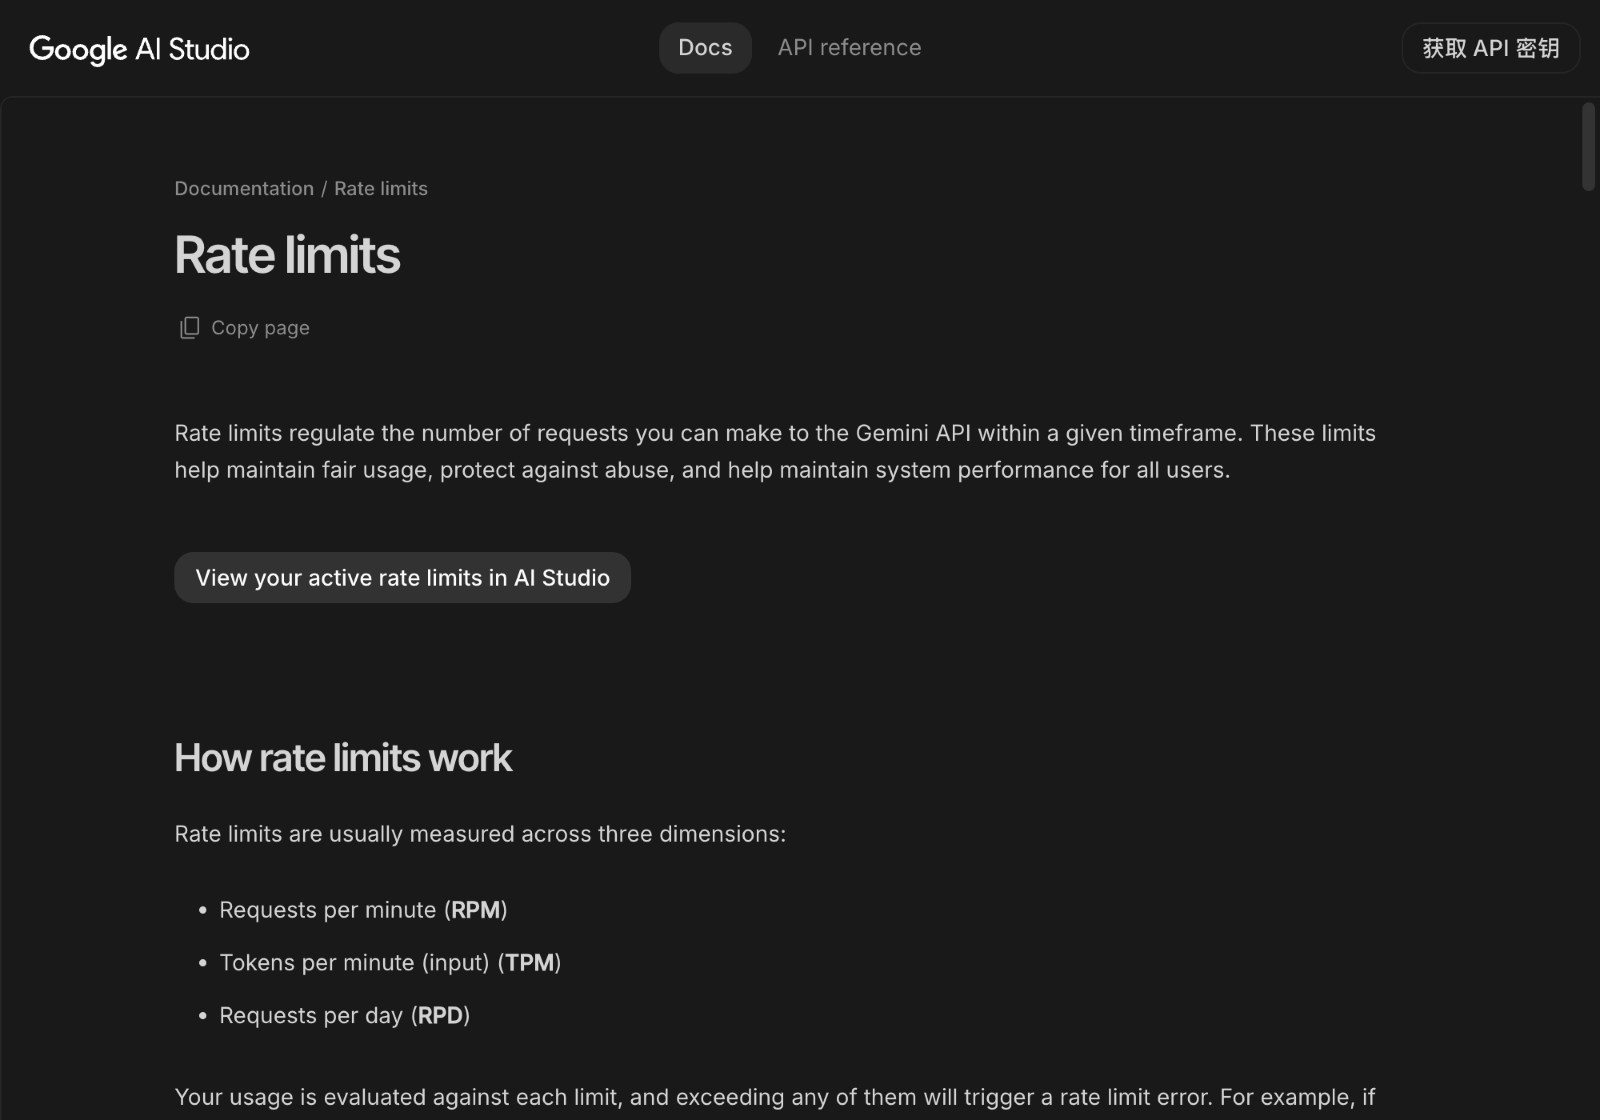 Google AI Studio
Docs
API reference
获取 API 密钥
Documentation / Rate limits
Rate limits
Copy page
Rate limits regulate the number of requests you can make to the Gemini API within a given timeframe. These limits
help maintain fair usage, protect against abuse, and help maintain system performance for all users.
View your active rate limits in AI Studio
How rate limits work
Rate limits are usually measured across three dimensions:
• Requests per minute (RPM)
• Tokens per minute (input) (TPM)
• Requests per day (RPD)
Your usage is evaluated against each limit, and exceeding any of them will trigger a rate limit error. For example, if